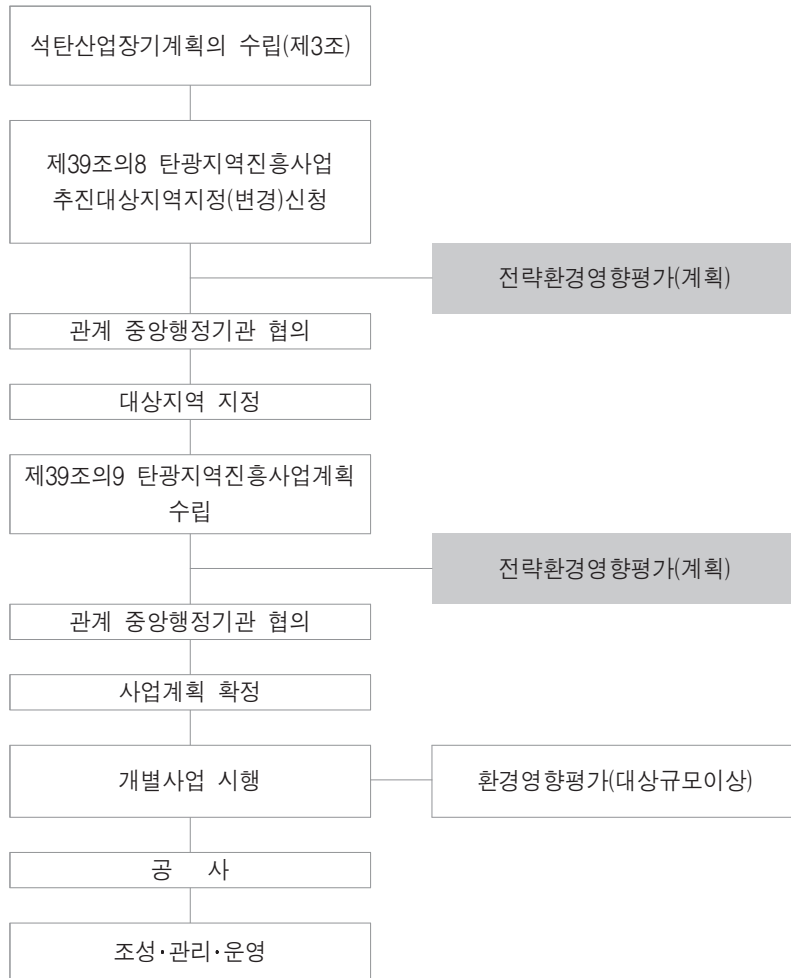 석탄산업장기계획의 수립(제3조)
제39조의8 탄광지역진흥사업
추진대상지역지정(변경)신청
전략환경영향평가(계획)
관계 중앙행정기관 협의
대상지역 지정
제39조의9 탄광지역진흥사업계획
수립
전략환경영향평가(계획)
관계 중앙행정기관 협의
사업계획 확정
개별사업 시행
환경영향평가(대상규모이상)
공 사
조성·관리·운영